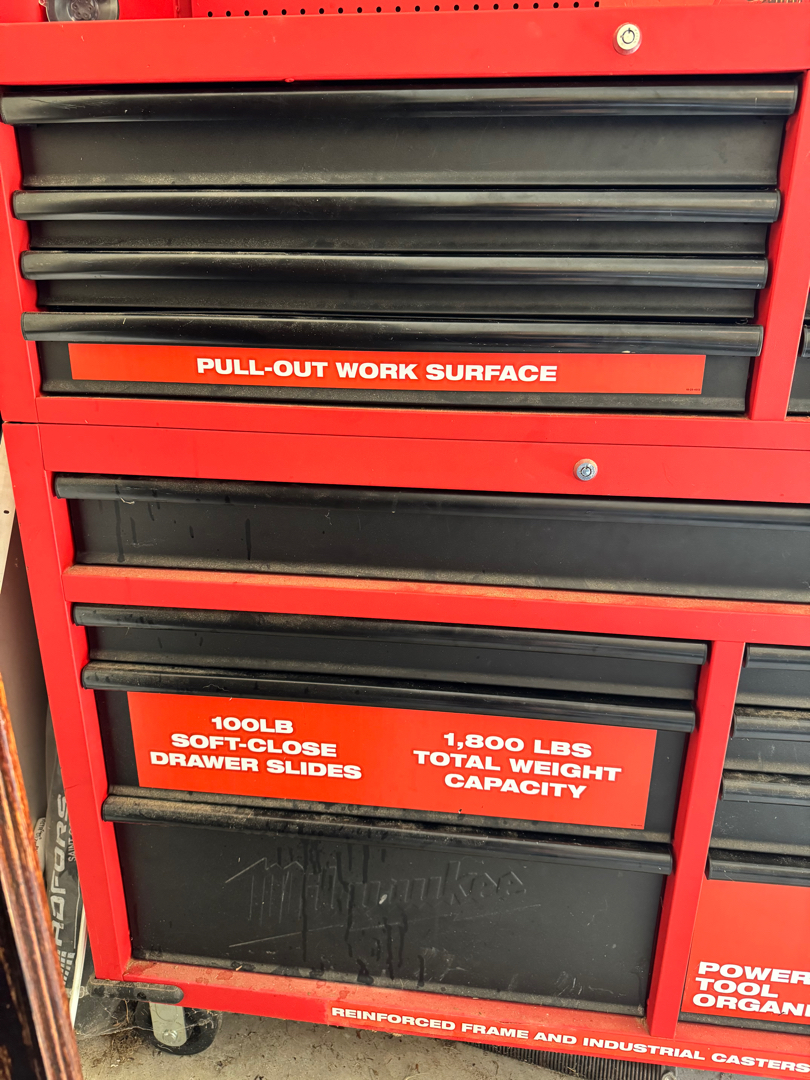 PULL-OUT WORK SURFACE
100LB
SOFT-CLOSE
DRAWER SLIDES
1,800 LBS
TOTAL WEIGHT
CAPACITY
Milwaukee
POWER
TOOL
ORGANI
REINFORCED FRAME AND INDUSTRIAL CASTERS